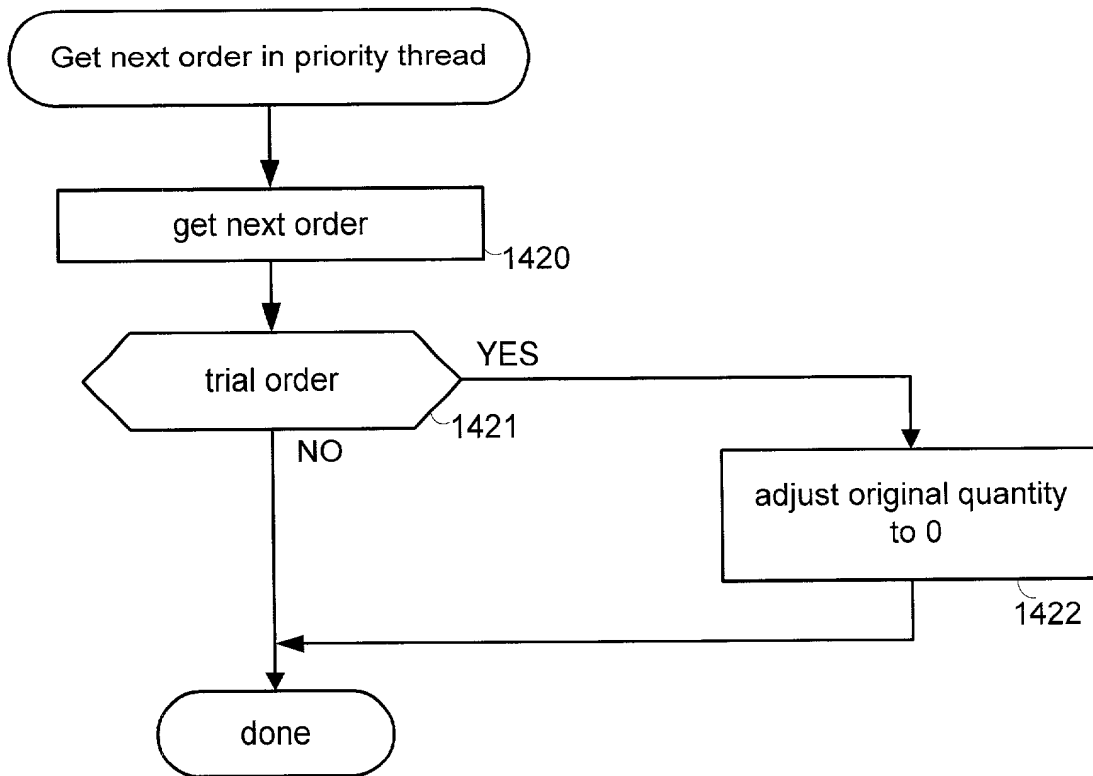 Get next order in priority thread
get next order
1420
trial order
YES
1421
NO
adjust original quantity
to 0
1422
done